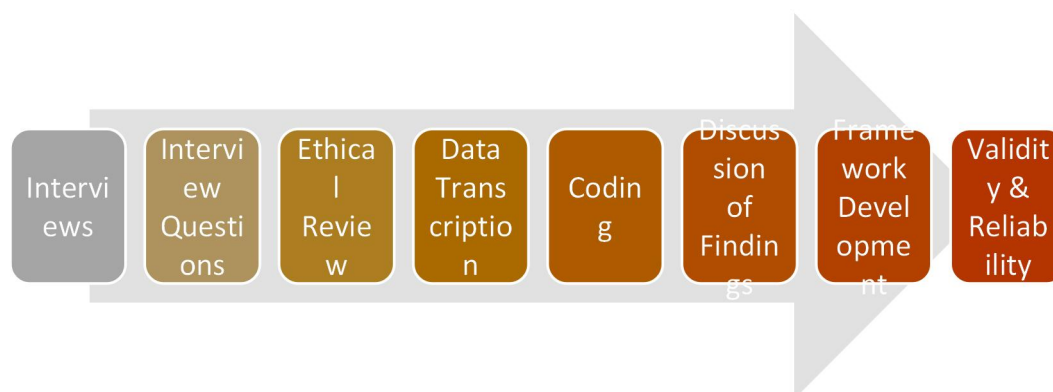 Intervi
ews
Intervi
ew
Questi
ons
Ethica
l
Revie
w
Data
Trans
criptio
n
Codin
g
Discus
sion
of
Findin
gs
Frame
work
Devel
opme
nt
Validit
y &
Reliab
ility